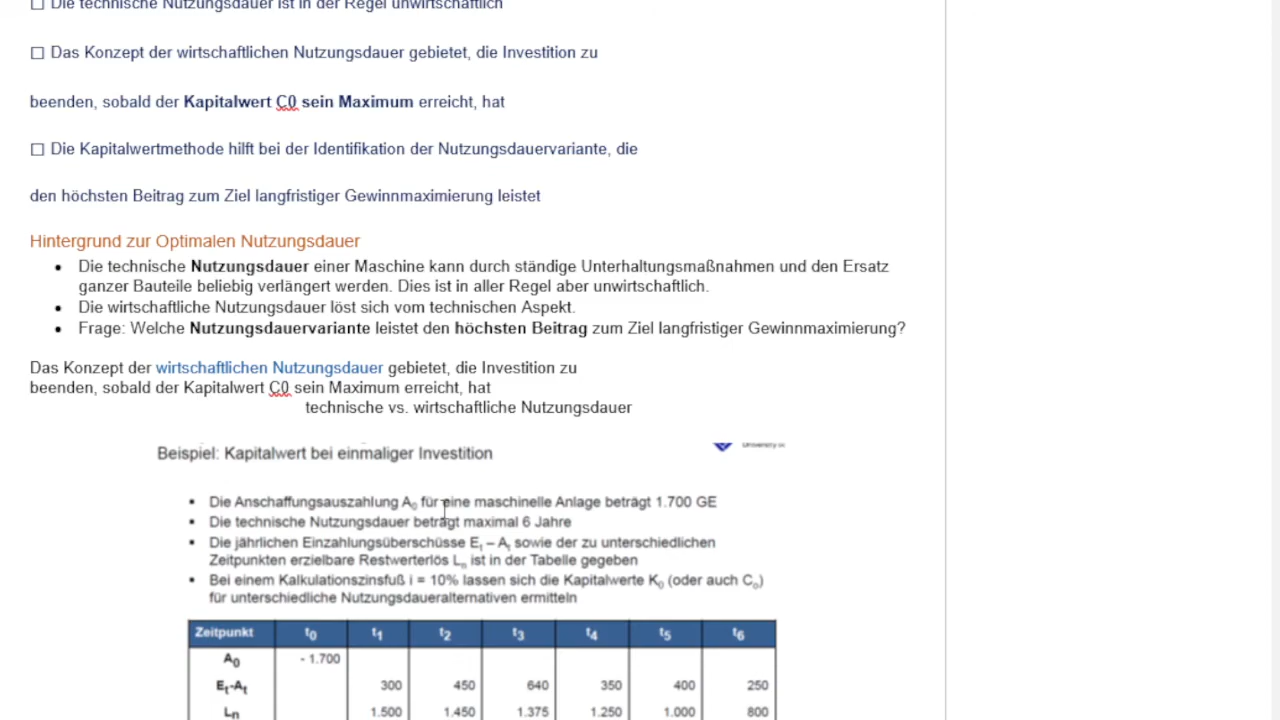 ☐ Die technische Nutzungsdauer ist in der Regel unwirtschaftlich
☐ Das Konzept der wirtschaftlichen Nutzungsdauer gebietet, die Investition zu
beenden, sobald der Kapitalwert C0 sein Maximum erreicht, hat
☐ Die Kapitalwertmethode hilft bei der Identifikation der Nutzungsdauervariante, die
den höchsten Beitrag zum Ziel langfristiger Gewinnmaximierung leistet
Hintergrund zur Optimalen Nutzungsdauer
• Die technische Nutzungsdauer einer Maschine kann durch ständige Unterhaltungsmaßnahmen und den Ersatz
ganzer Bauteile beliebig verlängert werden. Dies ist in aller Regel aber unwirtschaftlich.
• Die wirtschaftliche Nutzungsdauer löst sich vom technischen Aspekt.
• Frage: Welche Nutzungsdauervariante leistet den höchsten Beitrag zum Ziel langfristiger Gewinnmaximierung?
Das Konzept der wirtschaftlichen Nutzungsdauer gebietet, die Investition zu
beenden, sobald der Kapitalwert C0 sein Maximum erreicht, hat
technische vs. wirtschaftliche Nutzungsdauer
Beispiel: Kapitalwert bei einmaliger Investition
• Die Anschaffungsauszahlung A0 für eine maschinelle Anlage beträgt 1.700 GE
• Die technische Nutzungsdauer beträgt maximal 6 Jahre
• Die jährlichen Einzahlungsüberschüsse Et – At sowie der zu unterschiedlichen
Zeitpunkten erzielbare Restwerterlös Ln ist in der Tabelle gegeben
• Bei einem Kalkulationszinsfuß i = 10% lassen sich die Kapitalwerte K0 (oder auch C0)
für unterschiedliche Nutzungsdaueralternativen ermitteln
Zeitpunkt t0 t1 t2 t3 t4 t5 t6
A0 - 1.700
Et-At 300 450 640 350 400 250
Ln 1.500 1.450 1.375 1.250 1.000 800